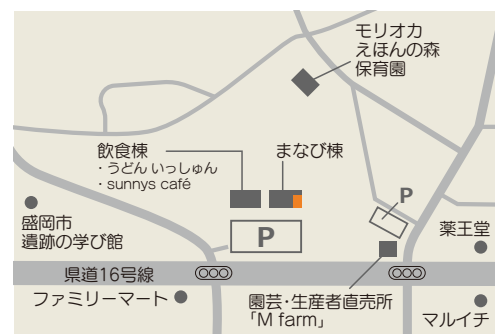 モリオカ
えほんの森
保育園
飲食棟
・うどん いっしゅん
・sunnys café
まなび棟
P
P
盛岡市
遺跡の学び館
薬王堂
県道16号線
ファミリーマート
園芸・生産者直売所
「M farm」
マルイチ